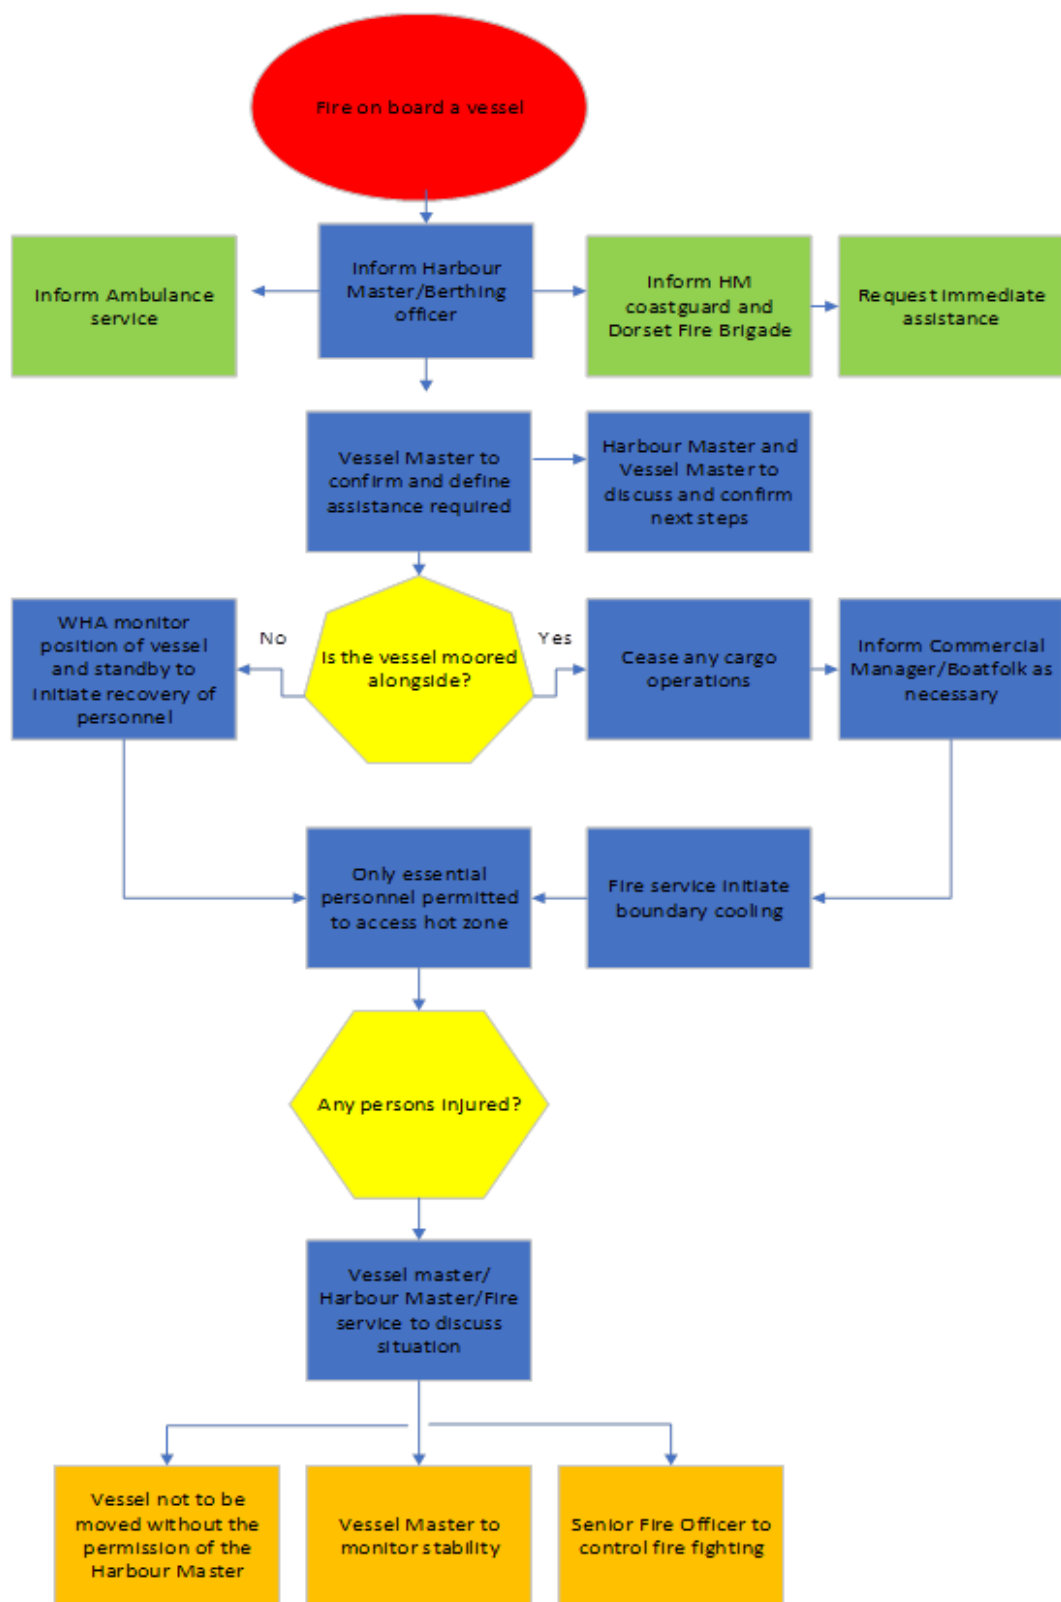 Fire on board a vessel
Inform Harbour
Master/Berthing
officer
Inform Ambulance
service
Inform HM
coastguard and
Dorset Fire Brigade
Request immediate
assistance
Vessel Master to
confirm and define
assistance required
Harbour Master and
Vessel Master to
discuss and confirm
next steps
WHA monitor
position of vessel
and standby to
initiate recovery of
personnel
No
Is the vessel moored
alongside?
Yes
Cease any cargo
operations
Inform Commercial
Manager/Boatfolk as
necessary
Only essential
personnel permitted
to access hot zone
Fire service initiate
boundary cooling
Any persons injured?
Vessel master/
Harbour Master/Fire
service to discuss
situation
Vessel not to be
moved without the
permission of the
Harbour Master
Vessel Master to
monitor stability
Senior Fire Officer to
control fire fighting